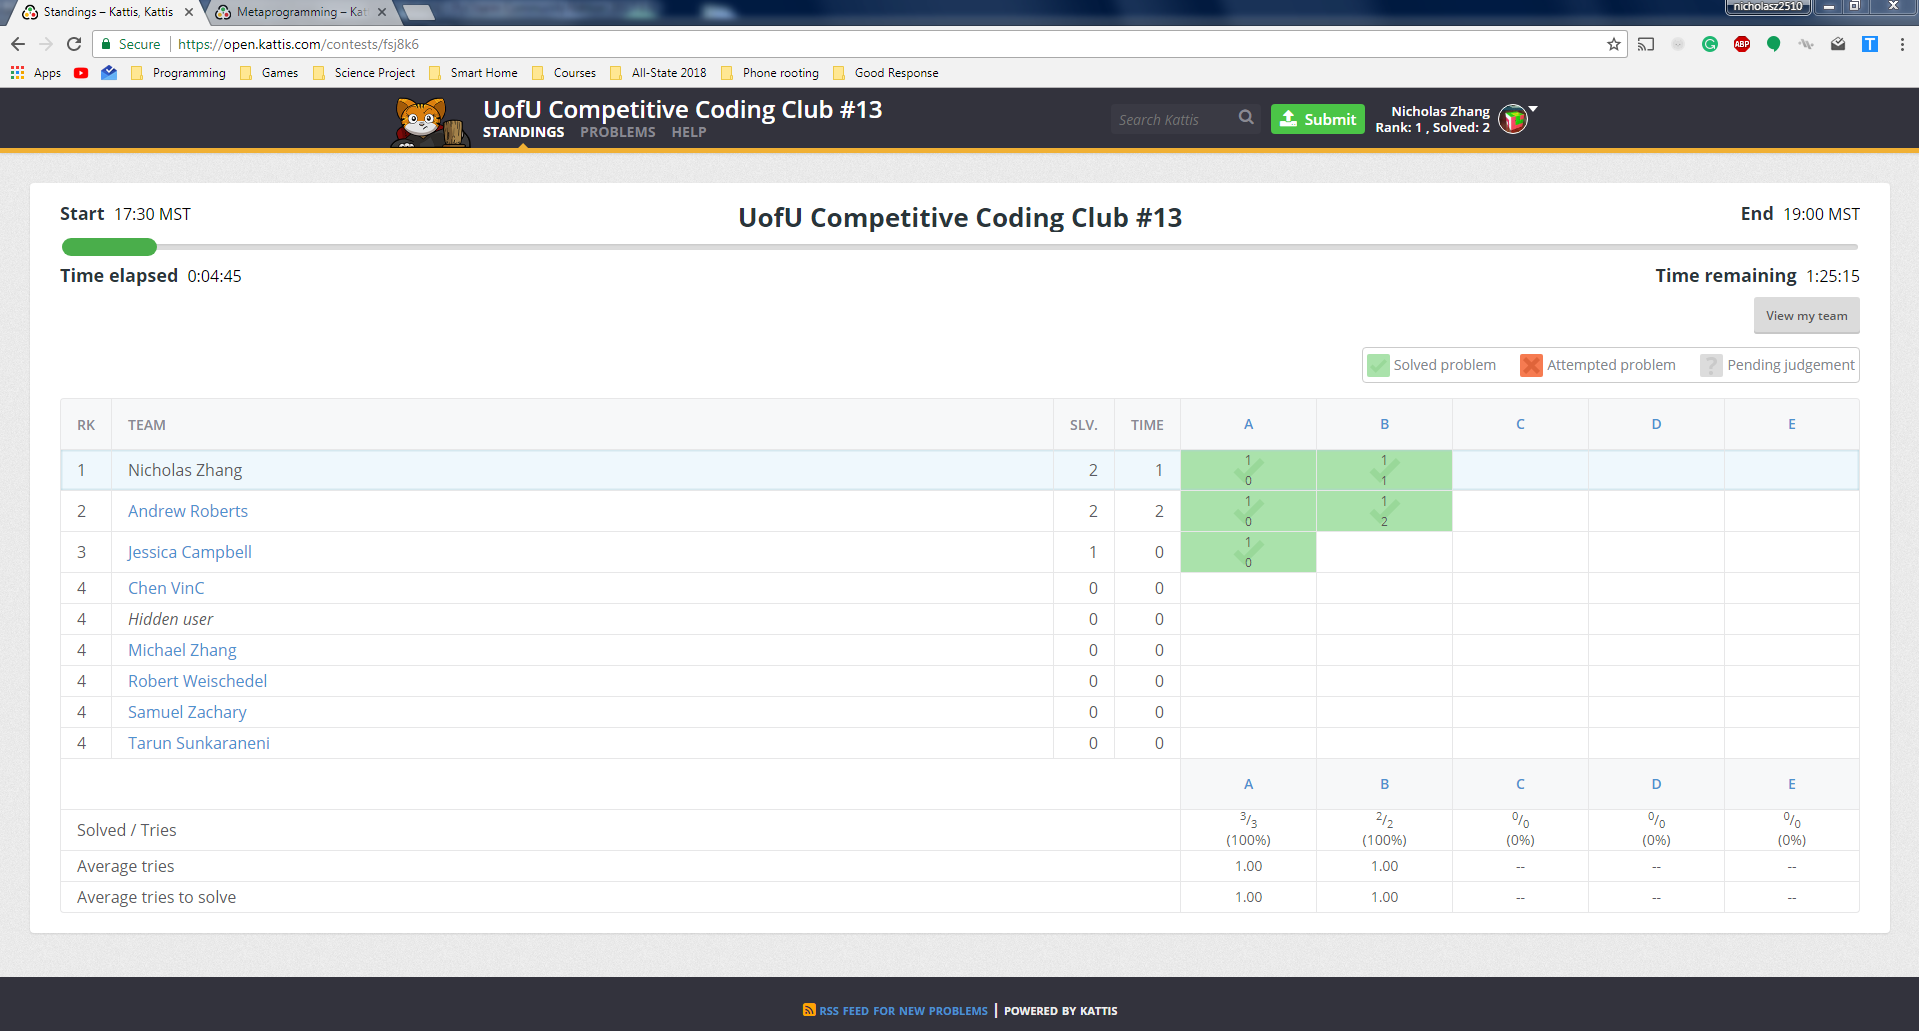 Standings – Kattis, Kattis
Metaprogramming – Kat
nicholasz2510
Secure https://open.kattis.com/contests/fsj8k6
Apps Programming Games Science Project Smart Home Courses All-State 2018 Phone rooting Good Response
UofU Competitive Coding Club #13
STANDINGS PROBLEMS HELP
Search Kattis
Submit
Nicholas Zhang
Rank: 1 , Solved: 2
Start 17:30 MST
UofU Competitive Coding Club #13
End 19:00 MST
Time elapsed 0:04:45
Time remaining 1:25:15
View my team
Solved problem Attempted problem ? Pending judgement
RK TEAM SLV. TIME A B C D E
1 Nicholas Zhang 2 1 1 0 1 1
2 Andrew Roberts 2 2 1 0 1 2
3 Jessica Campbell 1 0 1 0
4 Chen VinC 0 0
4 Hidden user 0 0
4 Michael Zhang 0 0
4 Robert Weischedel 0 0
4 Samuel Zachary 0 0
4 Tarun Sunkaraneni 0 0
A B C D E
Solved / Tries 3/3 (100%) 2/2 (100%) 0/0 (0%) 0/0 (0%) 0/0 (0%)
Average tries 1.00 1.00 -- -- --
Average tries to solve 1.00 1.00 -- -- --
RSS FEED FOR NEW PROBLEMS | POWERED BY KATTIS